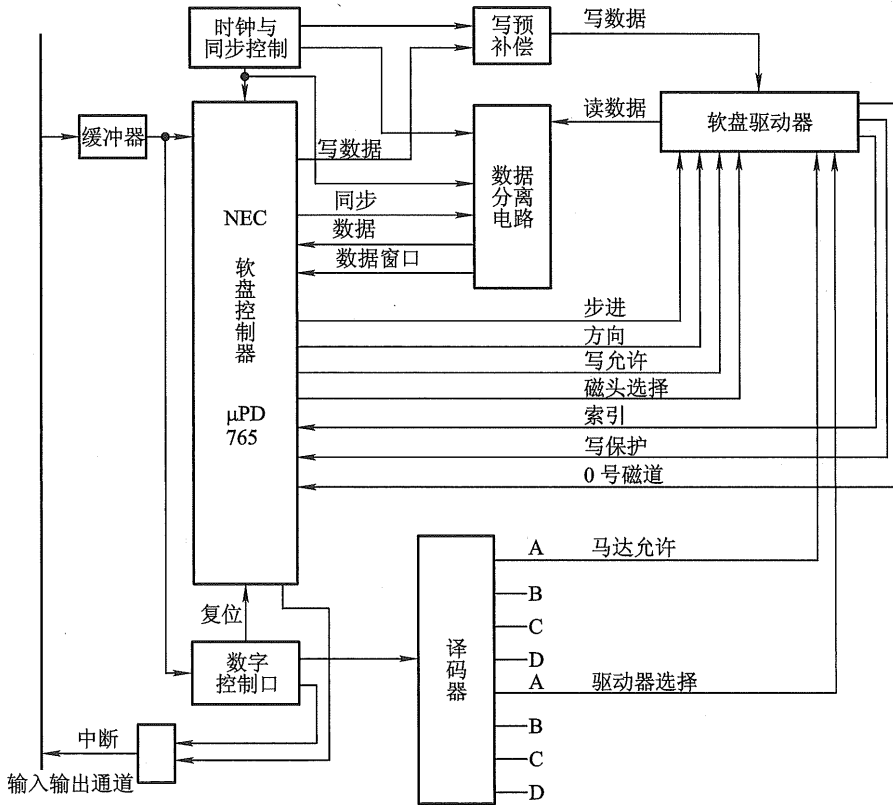 时钟与
同步控制
写预
补偿
写数据
缓冲器
读数据
软盘驱动器
写数据
数据
分离
电路
同步
数据
数据窗口
NEC
软盘控制器
μPD
765
步进
方向
写允许
磁头选择
索引
写保护
0号磁道
A
马达允许
B
C
D
A
驱动器选择
B
C
D
译码器
复位
数字
控制口
中断
输入输出通道